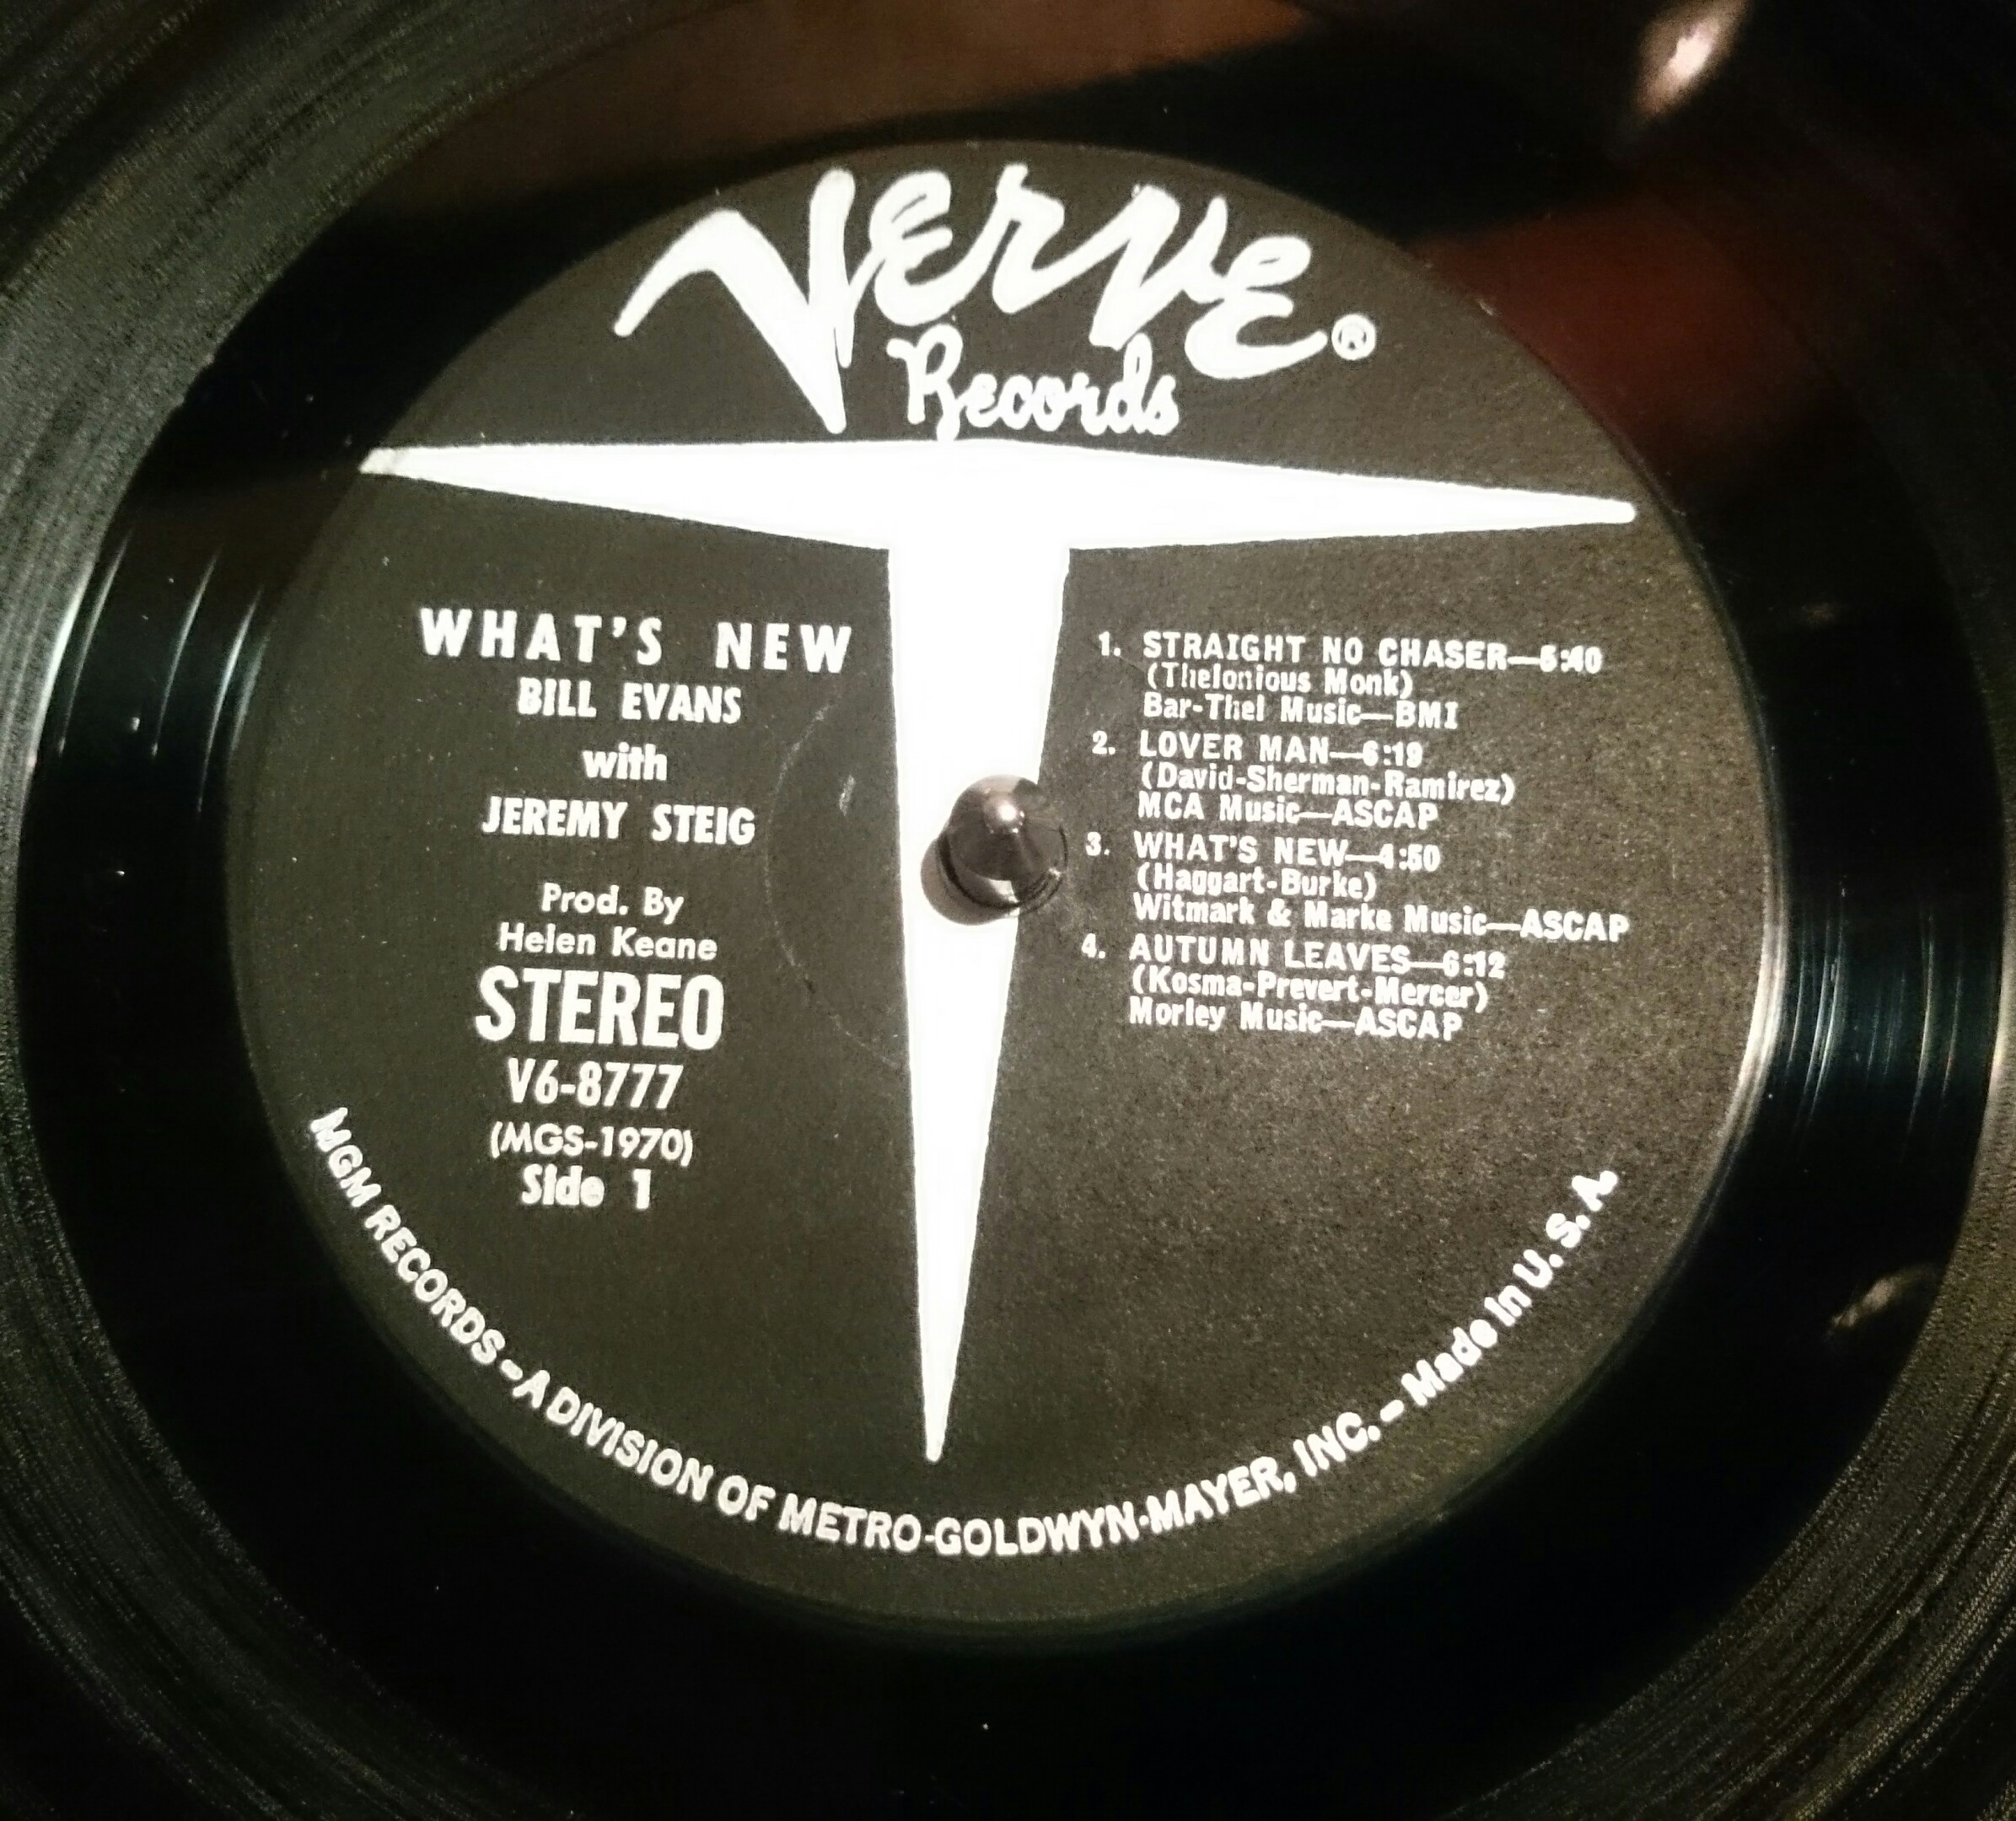 Verve®
Records
WHAT'S NEW
BILL EVANS
with
JEREMY STEIG
Prod. By
Helen Keane
STEREO
V6-8777
(MGS-1970)
Side 1
1. STRAIGHT NO CHASER—5:40
(Thelonious Monk)
Bar-Thel Music—BMI
2. LOVER MAN—6:19
(David-Sherman-Ramirez)
MCA Music—ASCAP
3. WHAT'S NEW—4:50
(Haggart-Burke)
Witmark & Marke Music—ASCAP
4. AUTUMN LEAVES—6:12
(Kosma-Prevert-Mercer)
Morley Music—ASCAP
MGM RECORDS – A DIVISION OF METRO-GOLDWYN-MAYER, INC. – Made In U. S. A.